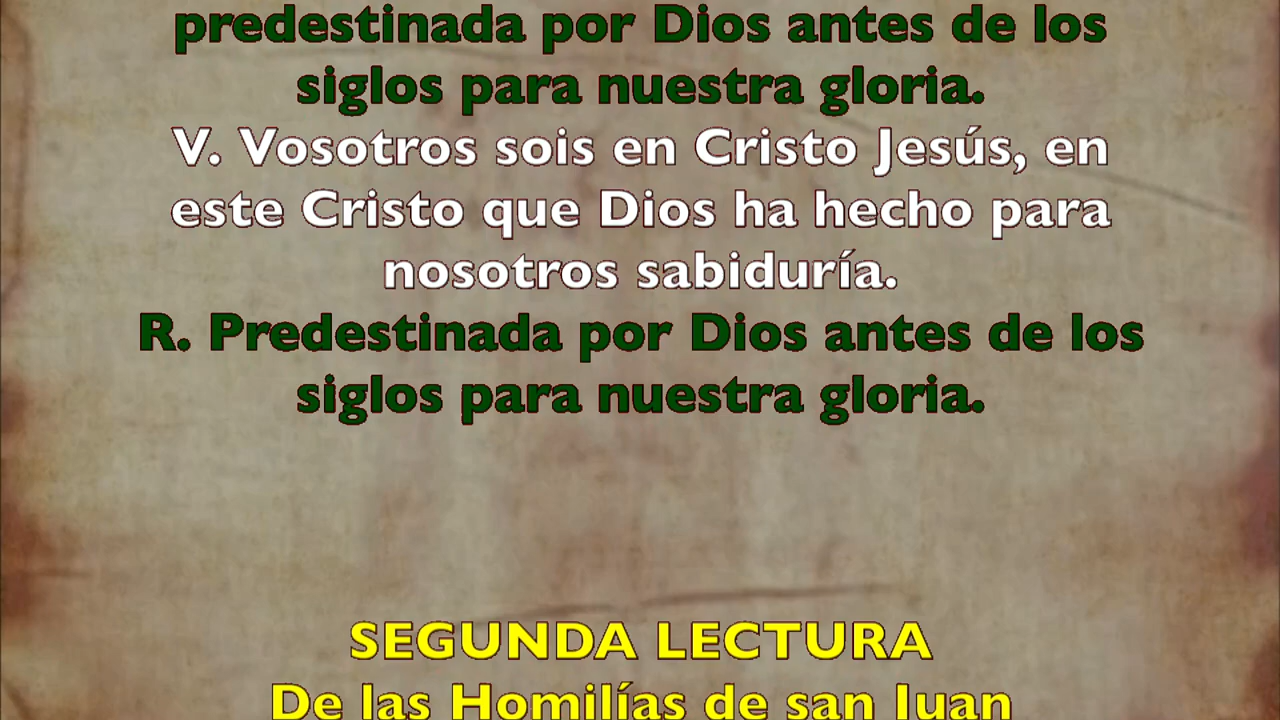 predestinada por Dios antes de los
siglos para nuestra gloria.
V. Vosotros sois en Cristo Jesús, en
este Cristo que Dios ha hecho para
nosotros sabiduría.
R. Predestinada por Dios antes de los
siglos para nuestra gloria.
SEGUNDA LECTURA
De las Homilías de san Juan